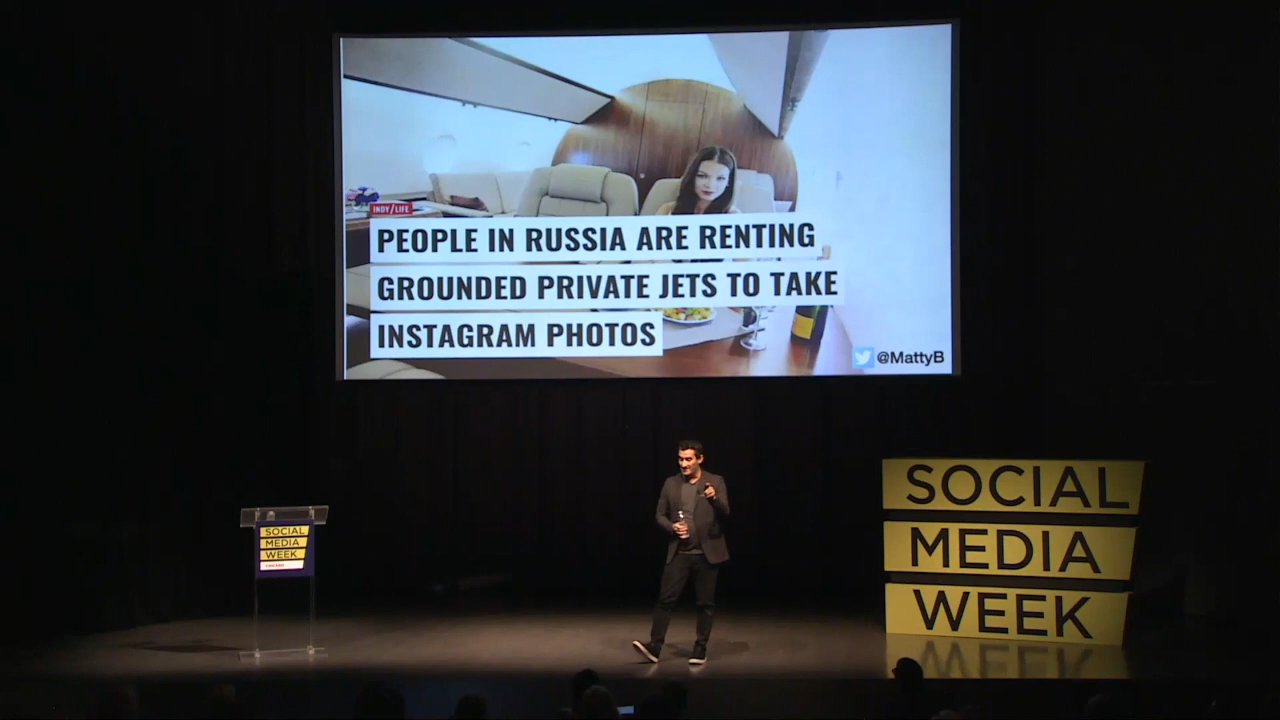 INDY/LIFE
PEOPLE IN RUSSIA ARE RENTING
GROUNDED PRIVATE JETS TO TAKE
INSTAGRAM PHOTOS
@MattyB
SOCIAL
MEDIA
WEEK
SOCIAL
MEDIA
WEEK